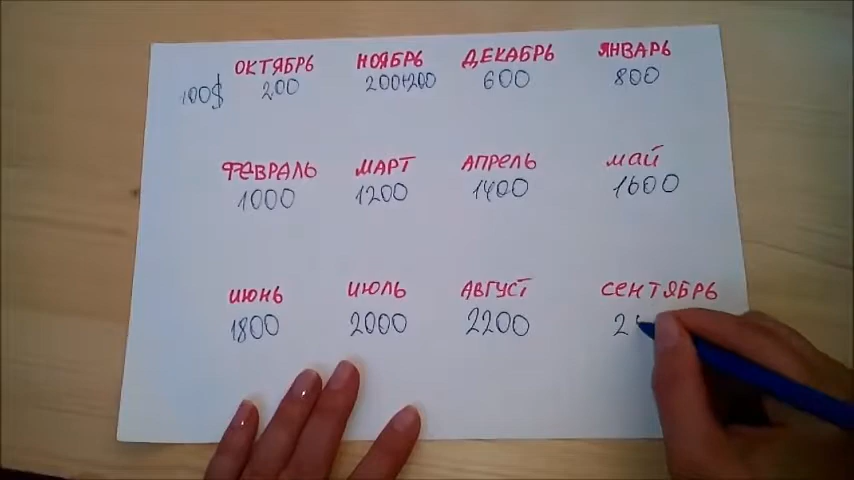 ОКТЯБРЬ НОЯБРЬ ДЕКАБРЬ ЯНВАРЬ
100$ 200 200+200 600 800
ФЕВРАЛЬ МАРТ АПРЕЛЬ МАЙ
1000 1200 1400 1600
ИЮНЬ ИЮЛЬ АВГУСТ СЕНТЯБРЬ
1800 2000 2200 2